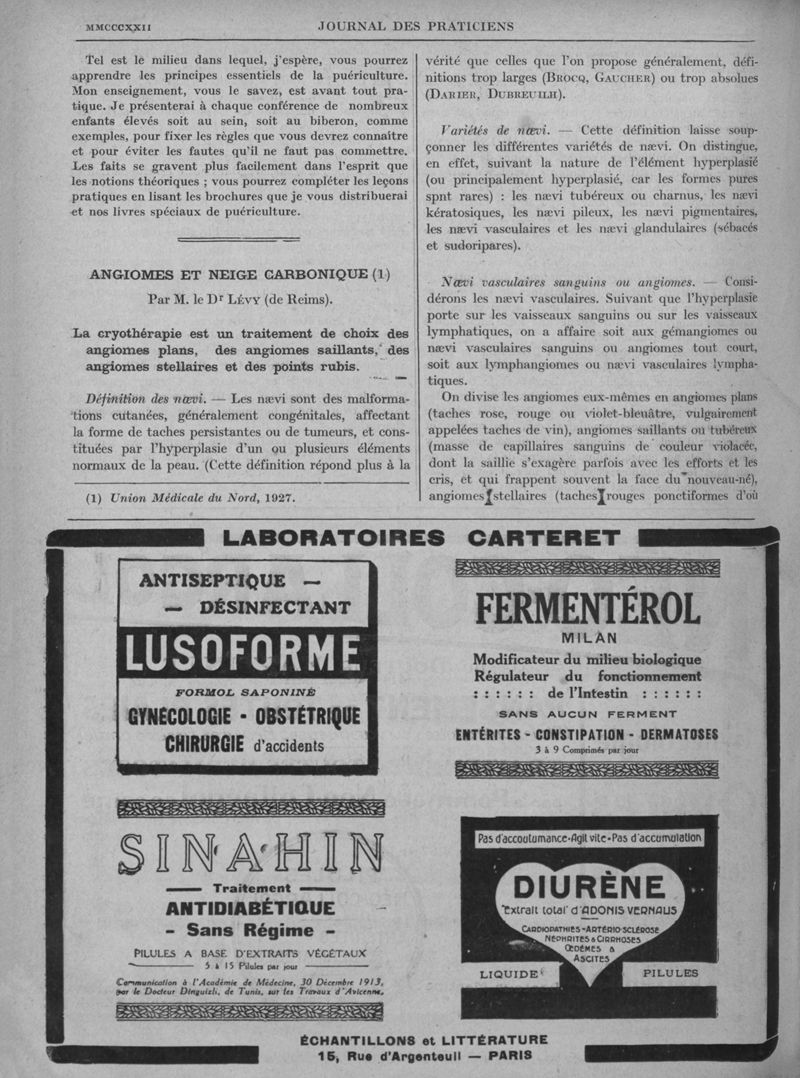 MMCCCXXII
JOURNAL DES PRATICIENS
Tel est le milieu dans lequel, j'espère, vous pourrez
apprendre les principes essentiels de la puériculture.
Mon enseignement, vous le savez, est avant tout pra-
tique. Je présenterai à chaque conférence de nombreux
enfants élevés soit au sein, soit au biberon, comme
exemples, pour fixer les règles que vous devrez connaître
et pour éviter les fautes qu'il ne faut pas commettre.
Les faits se gravent plus facilement dans l'esprit que
les notions théoriques ; vous pourrez compléter les leçons
pratiques en lisant les brochures que je vous distribuerai
et nos livres spéciaux de puériculture.
ANGIOMES ET NEIGE CARBONIQUE (1)
Par M. le Dr LÉVY (de Reims).
La cryothérapie est un traitement de choix des
angiomes plans, des angiomes saillants, des
angiomes stellaires et des points rubis.
Définition des nœvi. — Les nævi sont des malforma-
tions cutanées, généralement congénitales, affectant
la forme de taches persistantes ou de tumeurs, et cons-
tituées par l'hyperplasie d'un ou plusieurs éléments
normaux de la peau. (Cette définition répond plus à la
(1) Union Médicale du Nord, 1927.
vérité que celles que l'on propose généralement, défi-
nitions trop larges (BROCQ, GAUCHER) ou trop absolues
(DARIER, DUBREUILH).
Variétés de nœvi. — Cette définition laisse soup-
çonner les différentes variétés de nævi. On distingue,
en effet, suivant la nature de l'élément hyperplasié
(ou principalement hyperplasié, car les formes pures
spnt rares) : les nævi tubéreux ou charnus, les nævi
kératosiques, les nævi pileux, les nævi pigmentaires,
les nævi vasculaires et les nævi glandulaires (sébacés
et sudoripares).
Nœvi vasculaires sanguins ou angiomes. — Consi-
dérons les nævi vasculaires. Suivant que l'hyperplasie
porte sur les vaisseaux sanguins ou sur les vaisseaux
lymphatiques, on a affaire soit aux gémangiomes ou
nævi vasculaires sanguins ou angiomes tout court,
soit aux lymphangiomes ou nævi vasculaires lympha-
tiques.
On divise les angiomes eux-mêmes en angiomes plans
(taches rose, rouge ou violet-bleuâtre, vulgairement
appelées taches de vin), angiomes saillants ou tubéreux
(masse de capillaires sanguins de couleur violacée,
dont la saillie s'exagère parfois avec les efforts et les
cris, et qui frappent souvent la face du nouveau-né),
angiomes stellaires (taches rouges ponctiformes d'où
LABORATOIRES CARTERET
ANTISEPTIQUE —
— DÉSINFECTANT
LUSOFORME
FORMOL SAPONINÉ
GYNÉCOLOGIE - OBSTÉTRIQUE
CHIRURGIE d'accidents
FERMENTÉROL
MILAN
Modificateur du milieu biologique
Régulateur du fonctionnement
: : : : : : de l'Intestin : : : : : :
SANS AUCUN FERMENT
ENTÉRITES - CONSTIPATION - DERMATOSES
3 à 9 Comprimés par jour
SINAHIN
Traitement
ANTIDIABÉTIQUE
- Sans Régime -
PILULES A BASE D'EXTRAITS VÉGÉTAUX
5 à 15 Pilules par jour
Communication à l'Académie de Médecine, 30 Décembre 1913,
par le Docteur Dinguizli, de Tunis, sur les Travaux d'Avicenne.
Pas d'accoutumance-Agit vite-Pas d'accumulation
DIURÈNE
Extrait total d'ADONIS VERNALIS
CARDIOPATHIES-ARTÉRIO-SCLÉROSE
NÉPHRITES & CIRRHOSES
ŒDÈMES &
ASCITES
LIQUIDE
PILULES
ÉCHANTILLONS et LITTÉRATURE
15, Rue d'Argenteuil — PARIS